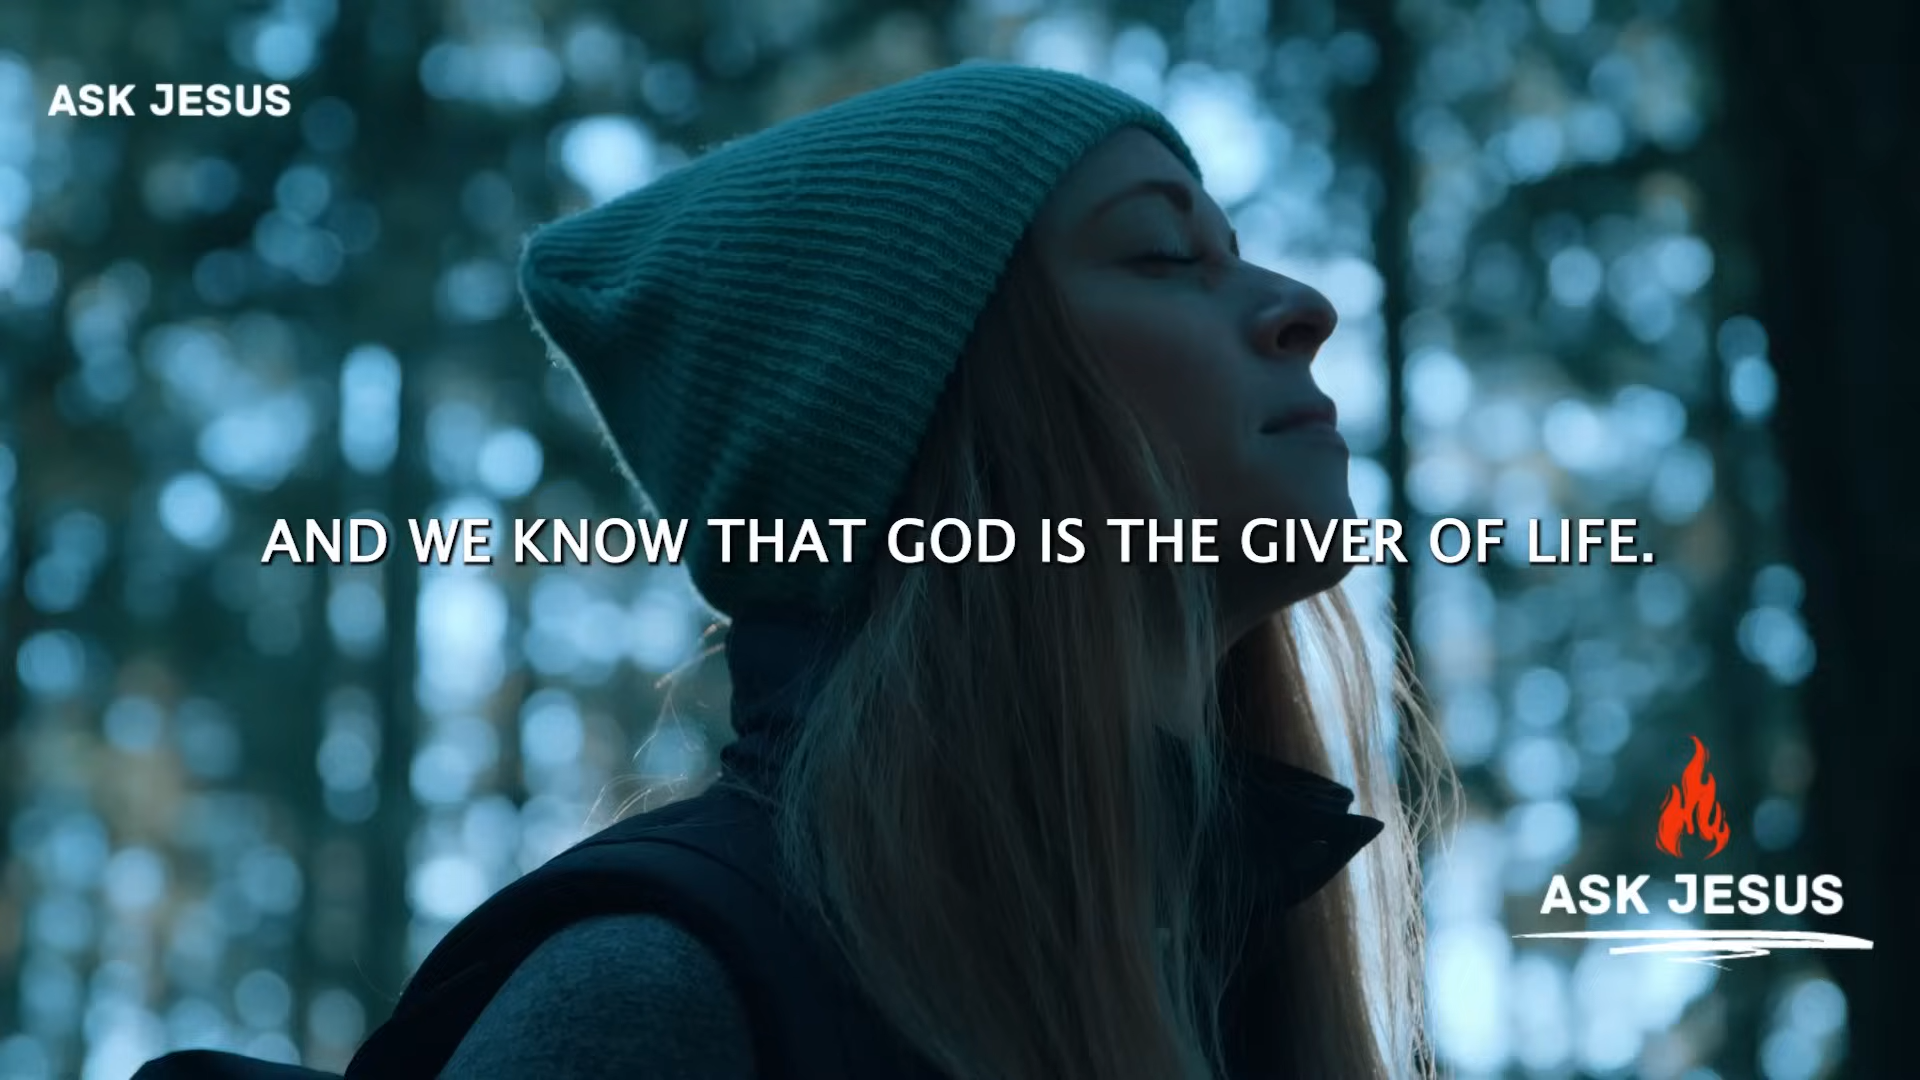 ASK JESUS
AND WE KNOW THAT GOD IS THE GIVER OF LIFE.
ASK JESUS